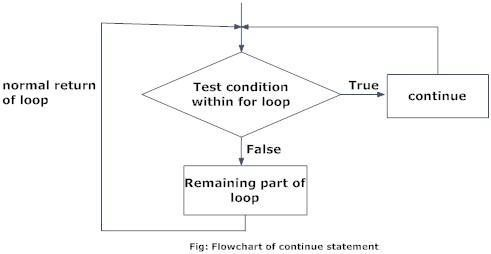 normal return
of loop
Test condition
within for loop
True
continue
False
Remaining part of
loop
Fig: Flowchart of continue statement